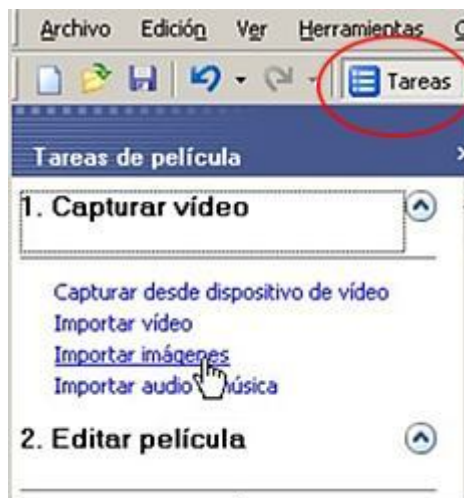 Archivo Edición Ver Herramientas
Tareas
Tareas de película
1. Capturar vídeo
Capturar desde dispositivo de vídeo
Importar vídeo
Importar imágenes
Importar audio música
2. Editar película